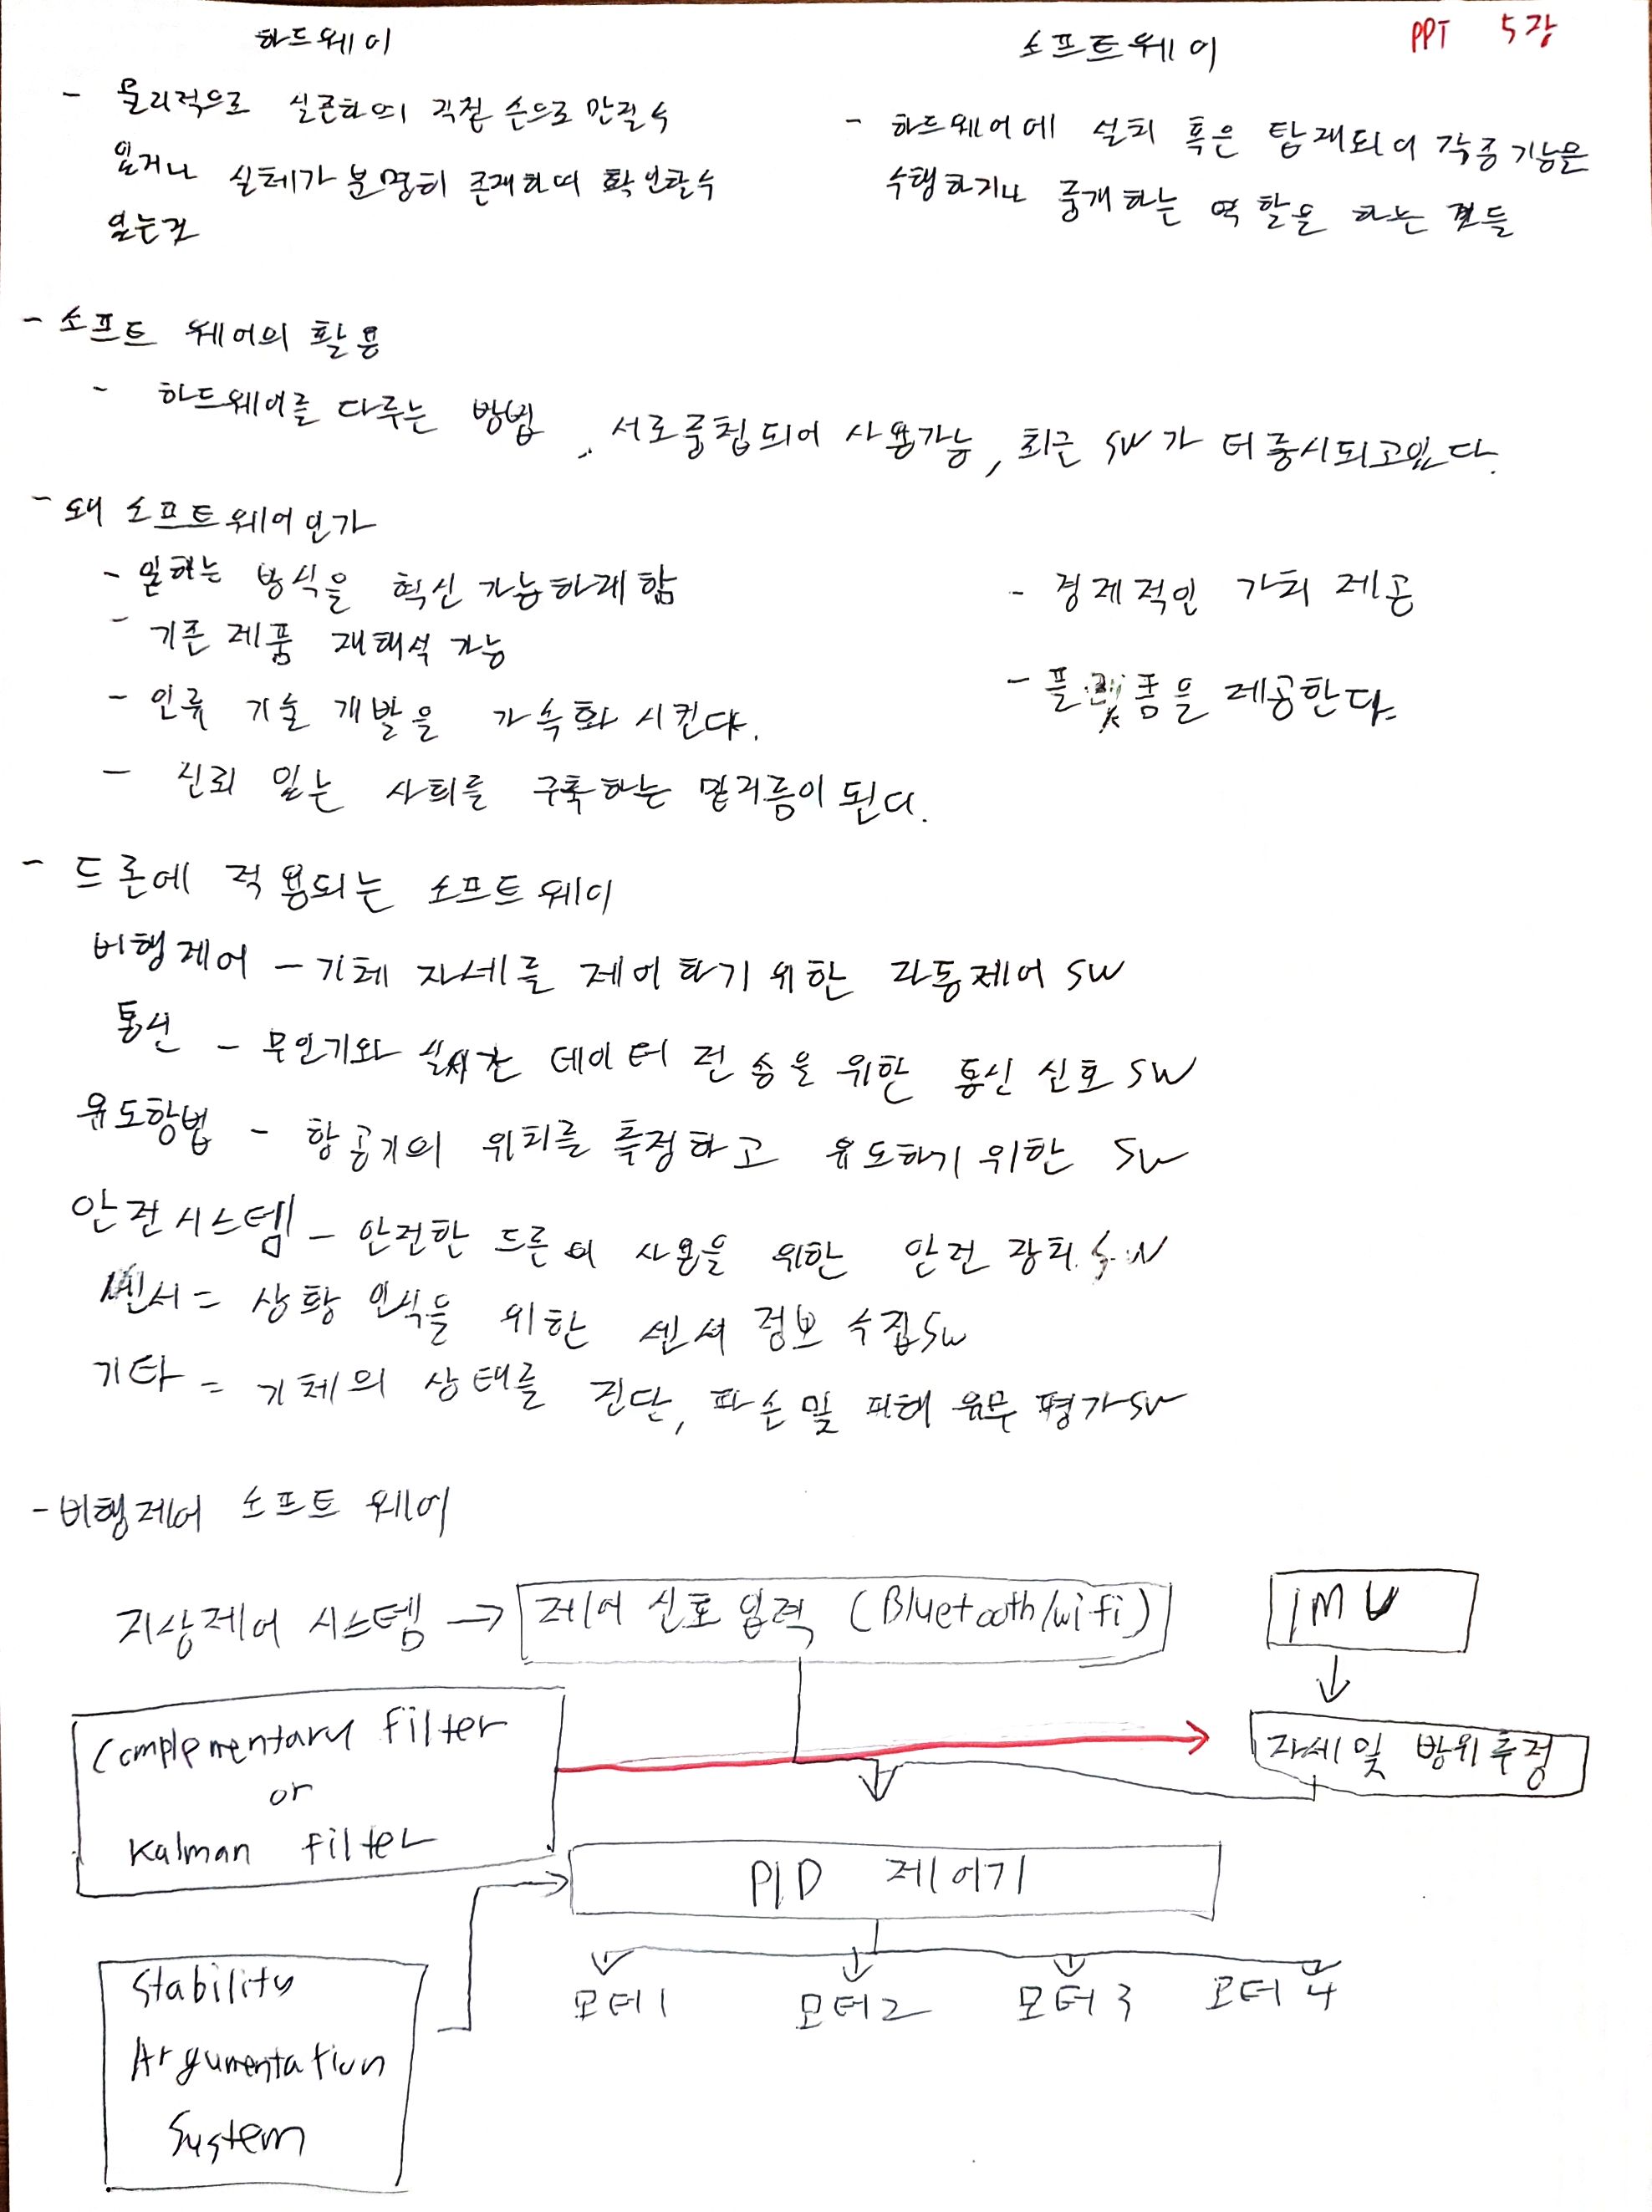 하드웨어
소프트웨어
PPT 5장
- 물리적으로 실존하며 직접 손으로 만질수
있거나 실체가 분명히 존재하며 확인할수
있는것
- 하드웨어에 설치 혹은 탑재되어 각종 기능을
수행하거나 중개하는 역할을 하는 것들
- 소프트 웨어의 활용
- 하드웨어를 다루는 방법, 서로중첩되어 사용가능, 최근 SW가 더 중시되고있다.
- 왜 소프트웨어인가
- 일하는 방식을 혁신 가능하게 함
- 기존 제품 재해석 가능
- 인류 기술 개발을 가속화 시킨다.
- 신뢰 있는 사회를 구축하는 밑거름이 된다.
- 경제적인 가치 제공
- 플랫폼을 제공한다.
- 드론에 적용되는 소프트웨어
비행제어 - 기체 자세를 제어하기 위한 자동제어 SW
통신 - 무인기와 실시간 데이터 전송을 위한 통신 신호 SW
유도항법 - 항공기의 위치를 측정하고 유도하기 위한 SW
안전시스템 - 안전한 드론의 사용을 위한 안전 장치 SW
센서 = 상황 인식을 위한 센서 정보 수집SW
기타 = 기체의 상태를 진단, 파손 및 피해 유무 평가SW
- 비행제어 소프트 웨어
지상제어 시스템 → 제어 신호 입력 (Bluetooth/wifi)
IMU
Complementary Filter
or
Kalman Filter
자세 및 방위추정
PID 제어기
모터1 모터2 모터3 모터4
Stability
Argumentation
System